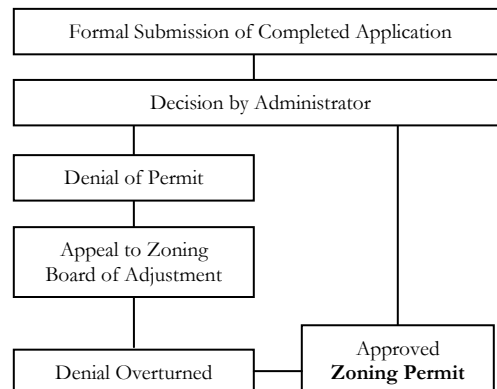 Formal Submission of Completed Application
Decision by Administrator
Denial of Permit
Appeal to Zoning
Board of Adjustment
Denial Overturned
Approved
Zoning Permit